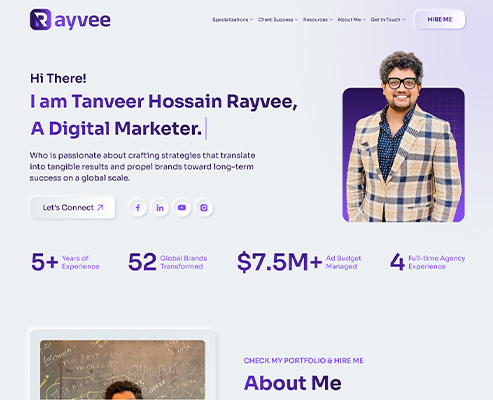 Rayvee
Specializations Client Success Resources About Me Get In Touch HIRE ME
Hi There!
I am Tanveer Hossain Rayvee,
A Digital Marketer.
Who is passionate about crafting strategies that translate
into tangible results and propel brands toward long-term
success on a global scale.
Let's Connect
5+ Years of
Experience
52 Global Brands
Transformed
$7.5M+ Ad Budget
Managed
4 Full-time Agency
Experience
CHECK MY PORTFOLIO & HIRE ME
About Me